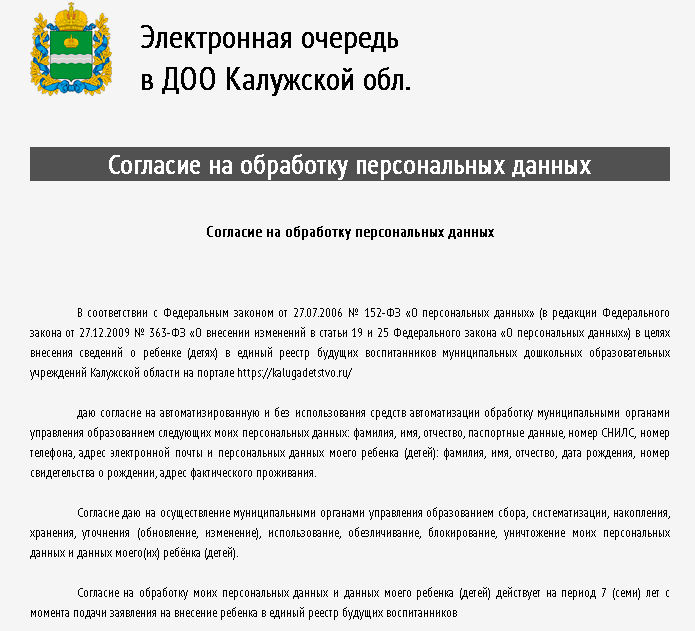 Электронная очередь
в ДОО Калужской обл.
Согласие на обработку персональных данных
Согласие на обработку персональных данных
В соответствии с Федеральным законом от 27.07.2006 № 152-ФЗ «О персональных данных» (в редакции Федерального
закона от 27.12.2009 № 363-ФЗ «О внесении изменений в статьи 19 и 25 Федерального закона «О персональных данных») в целях
внесения сведений о ребенке (детях) в единый реестр будущих воспитанников муниципальных дошкольных образовательных
учреждений Калужской области на портале https://kalugadetstvo.ru/
даю согласие на автоматизированную и без использования средств автоматизации обработку муниципальными органами
управления образованием следующих моих персональных данных: фамилия, имя, отчество, паспортные данные, номер СНИЛС, номер
телефона, адрес электронной почты и персональных данных моего ребенка (детей): фамилия, имя, отчество, дата рождения, номер
свидетельства о рождении, адрес фактического проживания.
Согласие даю на осуществление муниципальными органами управления образованием сбора, систематизации, накопления,
хранения, уточнения (обновление, изменение), использование, обезличивание, блокирование, уничтожение моих персональных
данных и данных моего(их) ребёнка (детей).
Согласие на обработку моих персональных данных и данных моего ребенка (детей) действует на период 7 (семи) лет с
момента подачи заявления на внесение ребенка в единый реестр будущих воспитанников